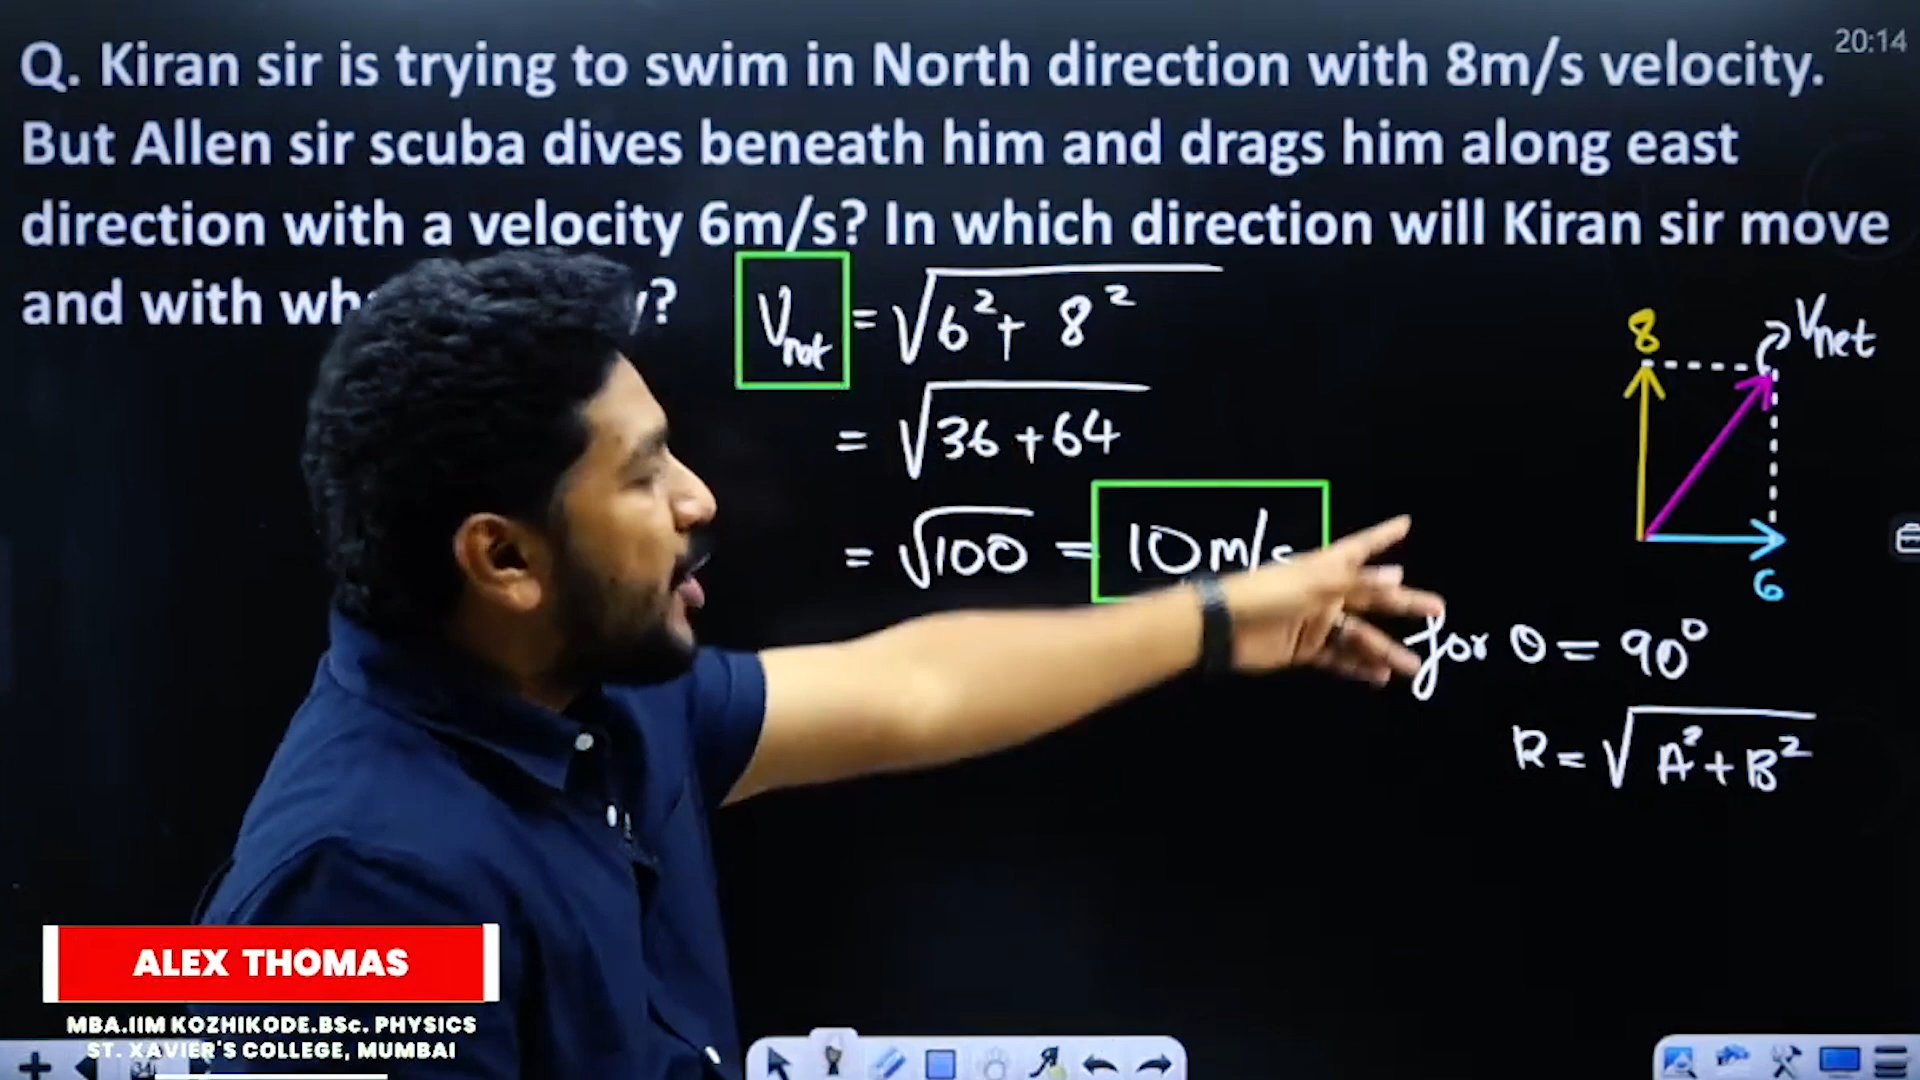 20:14
Q. Kiran sir is trying to swim in North direction with 8m/s velocity.
But Allen sir scuba dives beneath him and drags him along east
direction with a velocity 6m/s? In which direction will Kiran sir move
and with ?
Vnet = √6² + 8²
= √36 + 64
= √100 = 10 m/s
8
Vnet
6
for θ = 90°
R = √A² + B²
ALEX THOMAS
MBA.IIM KOZHIKODE.BSc. PHYSICS
ST. XAVIER'S COLLEGE, MUMBAI